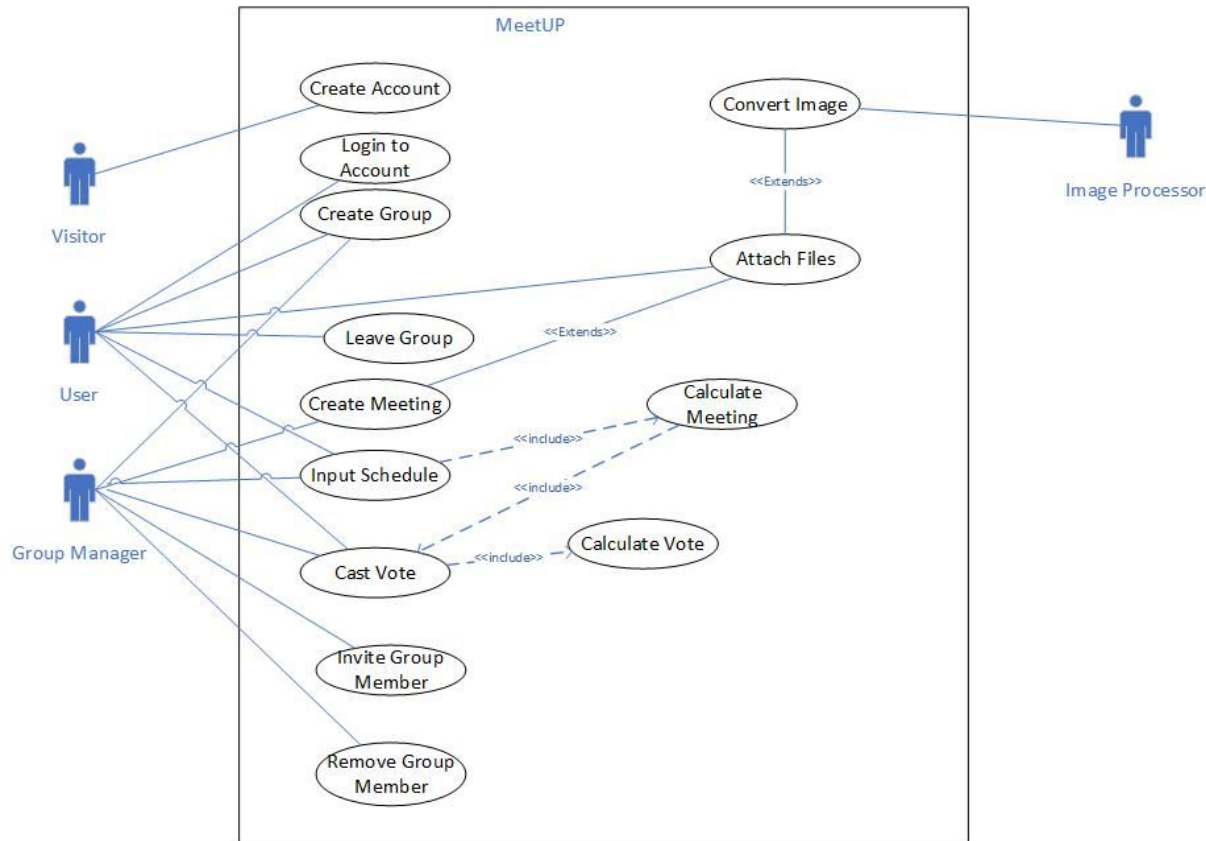 MeetUP
Create Account
Convert Image
Login to
Account
<<Extends>>
Image Processor
Create Group
Visitor
Attach Files
User
Leave Group
<<Extends>>
Create Meeting
Calculate
Meeting
<<include>>
Input Schedule
<<include>>
Group Manager
Calculate Vote
<<include>>
Cast Vote
Invite Group
Member
Remove Group
Member